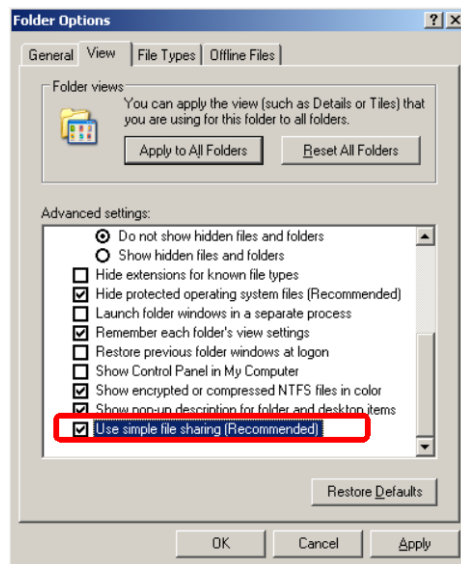 Folder Options
General View File Types Offline Files
Folder views
You can apply the view (such as Details or Tiles) that
you are using for this folder to all folders.
Apply to All Folders Reset All Folders
Advanced settings:
Do not show hidden files and folders
Show hidden files and folders
Hide extensions for known file types
Hide protected operating system files (Recommended)
Launch folder windows in a separate process
Remember each folder's view settings
Restore previous folder windows at logon
Show Control Panel in My Computer
Show encrypted or compressed NTFS files in color
Show pop-up description for folder and desktop items
Use simple file sharing (Recommended)
Restore Defaults
OK Cancel Apply